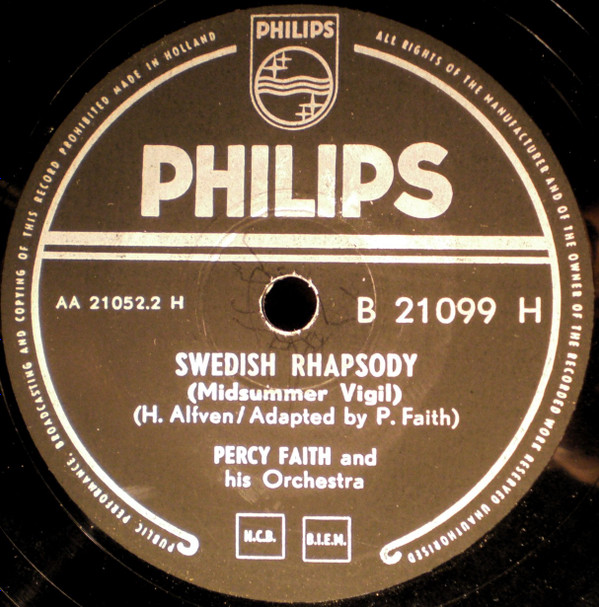 PHILIPS
ALL RIGHTS OF THE MANUFACTURER AND OF THE OWNER OF THE RECORDED WORK RESERVED UNAUTHORISED
PUBLIC PERFORMANCE, BROADCASTING AND COPYING OF THIS RECORD PROHIBITED MADE IN HOLLAND
PHILIPS
AA 21052.2 H
B 21099 H
SWEDISH RHAPSODY
(Midsummer Vigil)
(H. Alfven/Adapted by P. Faith)
PERCY FAITH and
his Orchestra
N.C.B.
B.I.E.M.